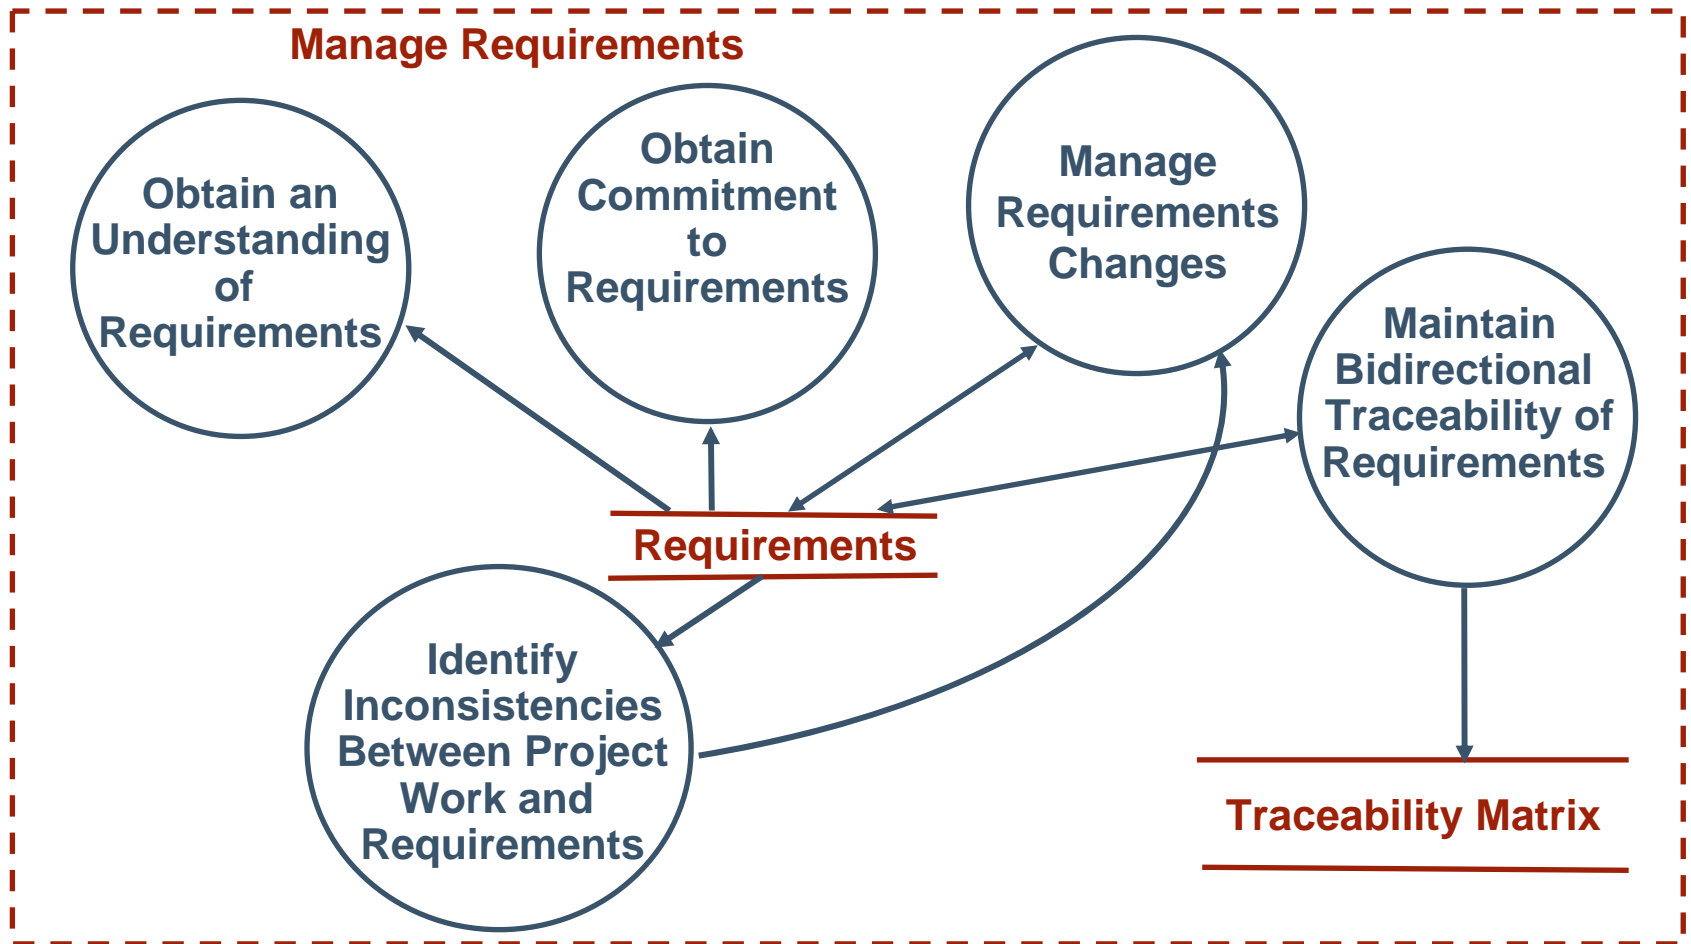 Manage Requirements
Obtain an
Understanding
of
Requirements
Obtain
Commitment
to
Requirements
Manage
Requirements
Changes
Maintain
Bidirectional
Traceability of
Requirements
Requirements
Identify
Inconsistencies
Between Project
Work and
Requirements
Traceability Matrix